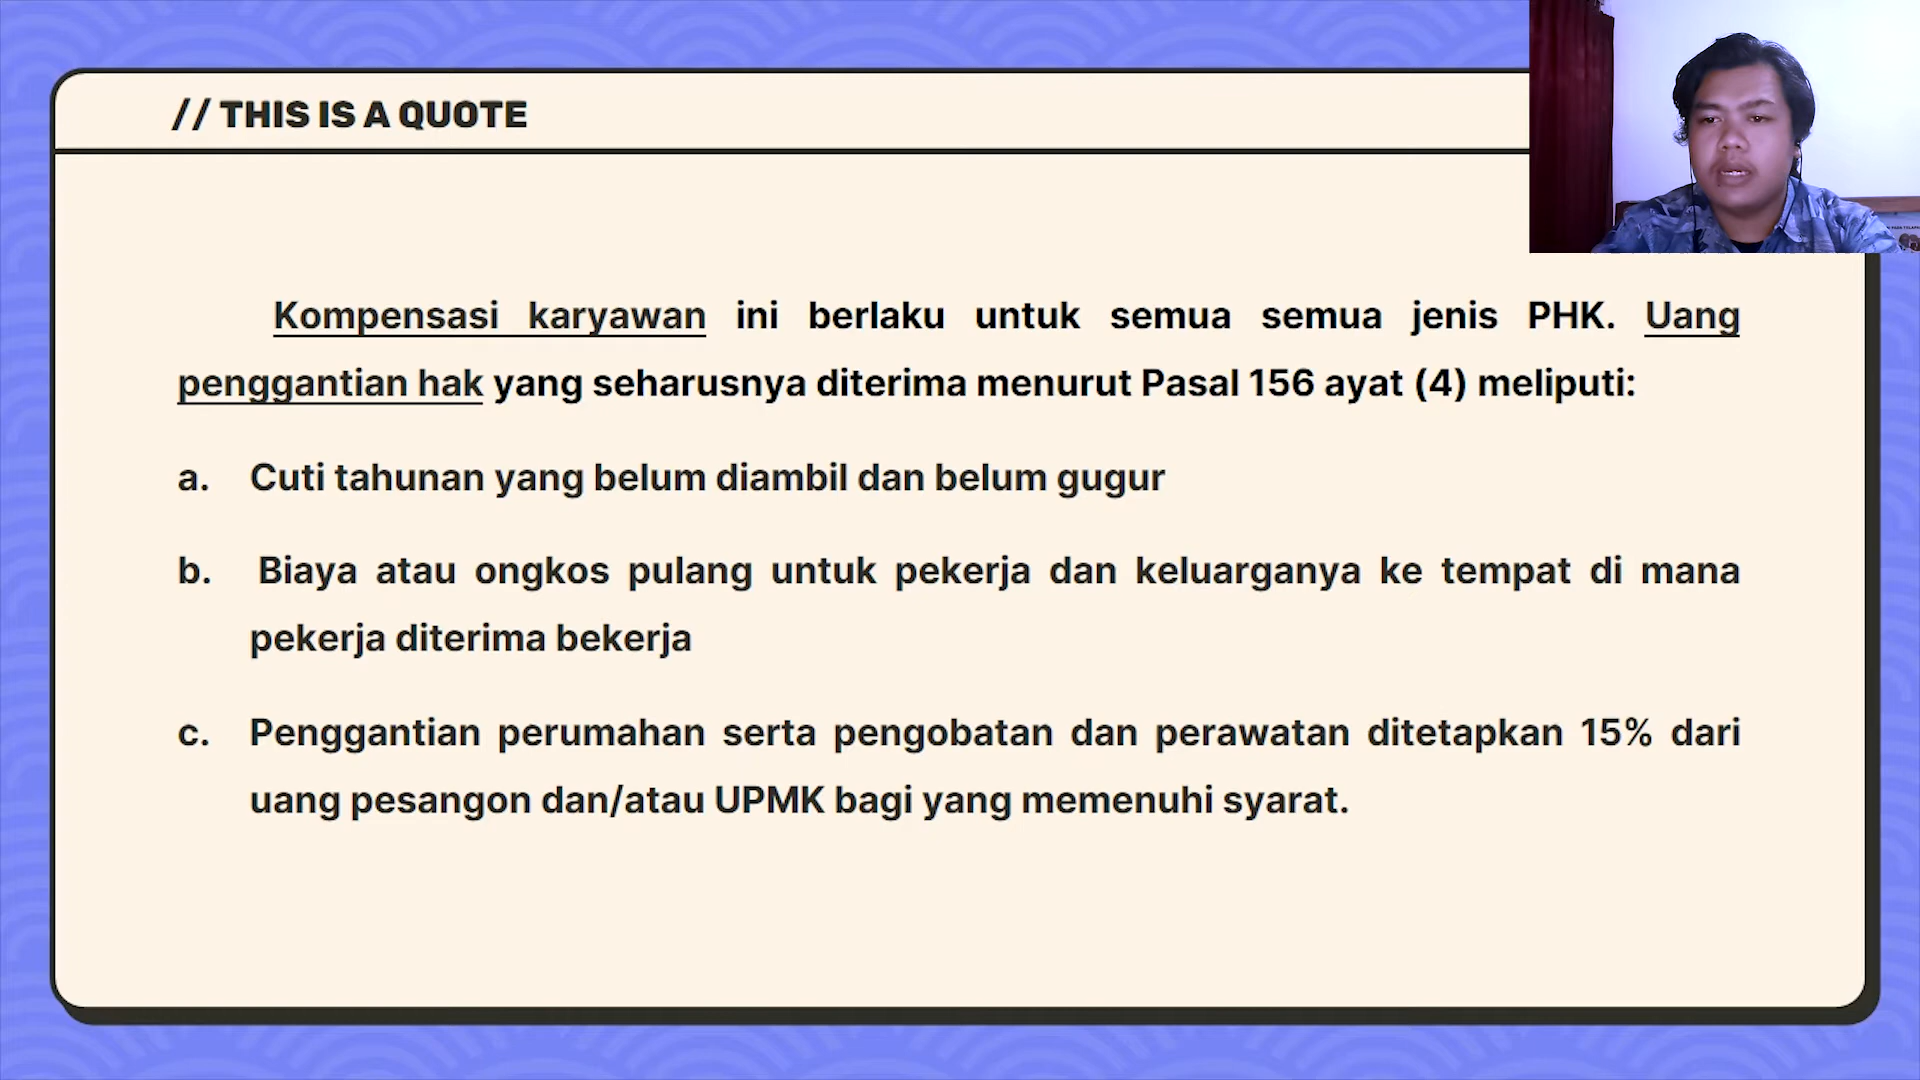 // THIS IS A QUOTE
Kompensasi karyawan ini berlaku untuk semua semua jenis PHK. Uang
penggantian hak yang seharusnya diterima menurut Pasal 156 ayat (4) meliputi:
a. Cuti tahunan yang belum diambil dan belum gugur
b. Biaya atau ongkos pulang untuk pekerja dan keluarganya ke tempat di mana
pekerja diterima bekerja
c. Penggantian perumahan serta pengobatan dan perawatan ditetapkan 15% dari
uang pesangon dan/atau UPMK bagi yang memenuhi syarat.